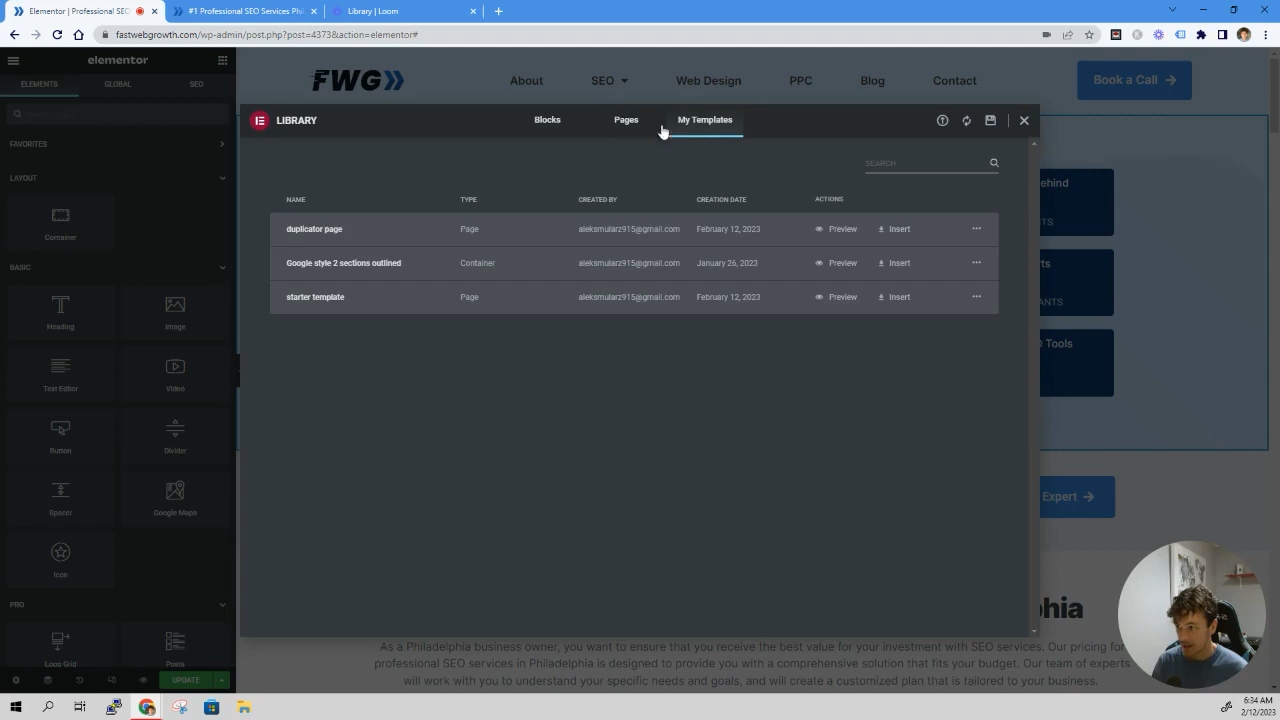 Elementor | Professional SEO
#1 Professional SEO Services Phi
Library | Loom
fastwebgrowth.com/wp-admin/post.php?post=4373&action=elementor#
elementor
ELEMENTS GLOBAL SEO
FAVORITES
LAYOUT
Container
BASIC
Heading Image
Text Editor Video
Button Divider
Spacer Google Maps
Icon
PRO
Loop Grid Posts
UPDATE
FWG
About SEO Web Design PPC Blog Contact
Book a Call
LIBRARY
Blocks Pages My Templates
SEARCH
NAME TYPE CREATED BY CREATION DATE ACTIONS
duplicator page Page aleksmularz915@gmail.com February 12, 2023 Preview Insert
Google style 2 sections outlined Container aleksmularz915@gmail.com January 26, 2023 Preview Insert
starter template Page aleksmularz915@gmail.com February 12, 2023 Preview Insert
ehind
TS
rts
ANTS
O Tools
Expert
phia
As a Philadelphia business owner, you want to ensure that you receive the best value for your investment with SEO services. Our pricing for
professional SEO services in Philadelphia is designed to provide you with a comprehensive solution that fits your budget. Our team of experts
will work with you to understand your specific needs and goals, and will create a customized plan that is tailored to your business.
6:34 AM
2/12/2023